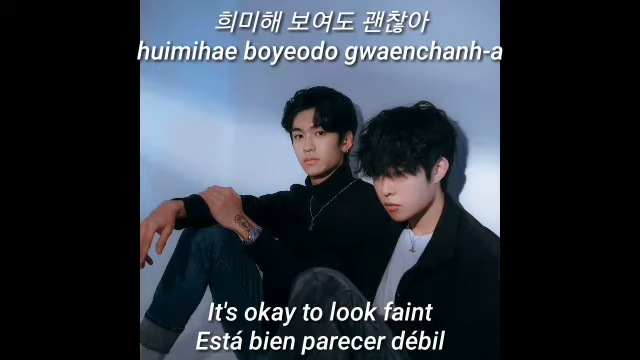 희미해 보여도 괜찮아
huimihae boyeodo gwaenchanh-a
It's okay to look faint
Está bien parecer débil